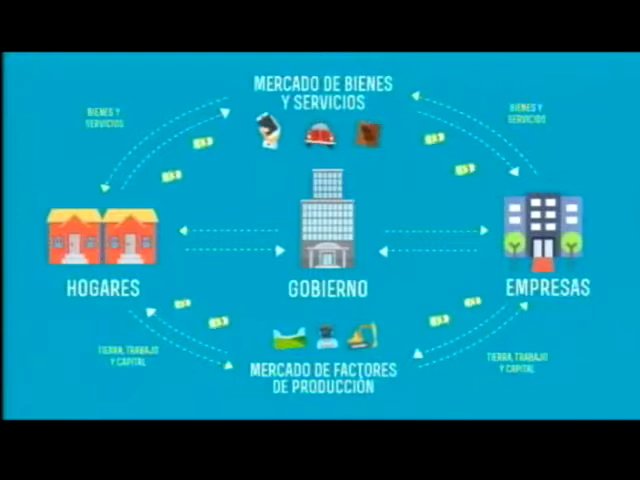 MERCADO DE BIENES
Y SERVICIOS
BIENES Y
SERVICIOS
BIENES Y
SERVICIOS
HOGARES
GOBIERNO
EMPRESAS
TIERRA, TRABAJO
Y CAPITAL
MERCADO DE FACTORES
DE PRODUCCIÓN
TIERRA, TRABAJO
Y CAPITAL